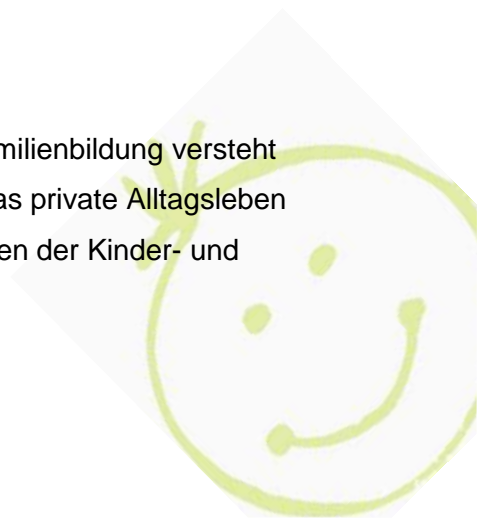 milienbildung versteht
as private Alltagsleben
en der Kinder- und